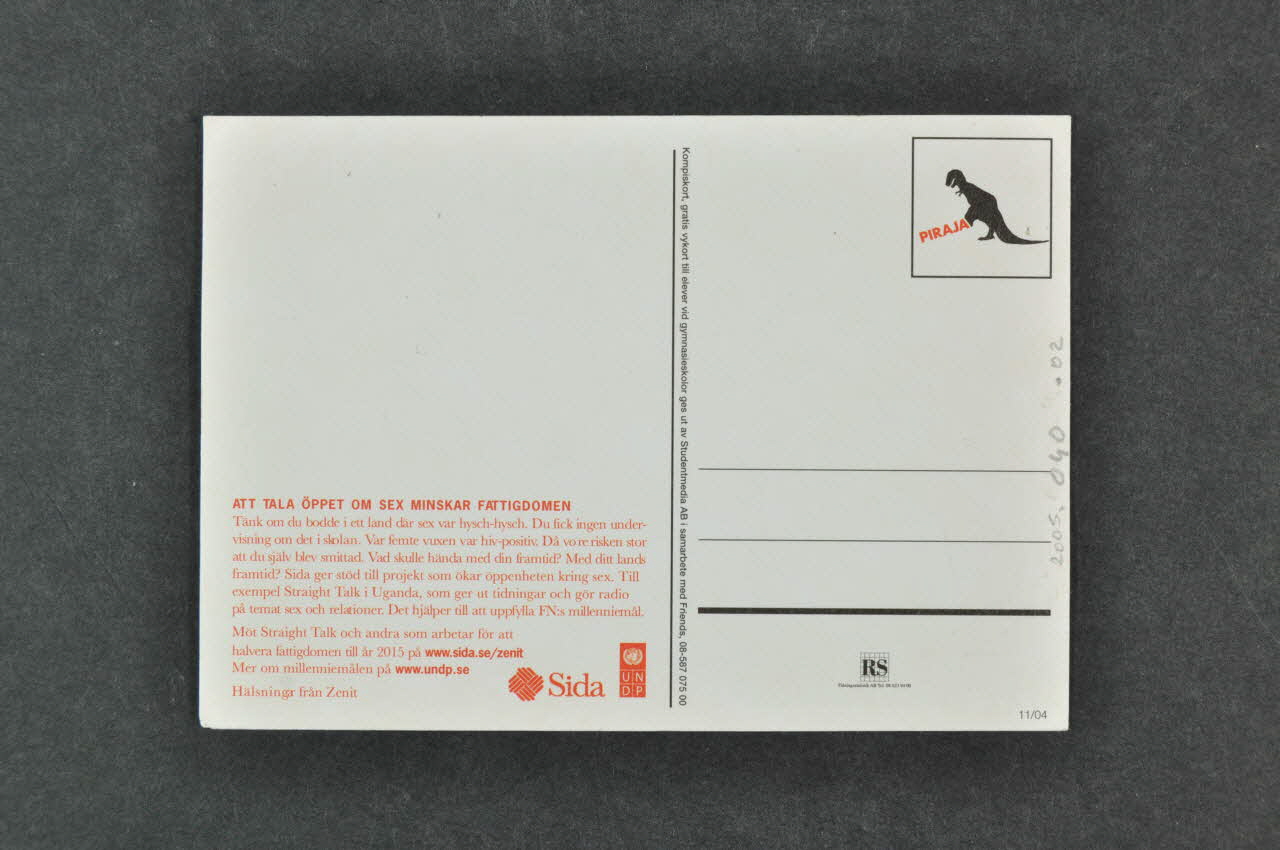 ATT TALA ÖPPET OM SEX MINSKAR FATTIGDOMEN
Tänk om du bodde i ett land där sex var hysch-hysch. Du fick ingen under-
visning om det i skolan. Var femte vuxen var hiv-positiv. Då vore risken stor
att du själv blev smittad. Vad skulle hända med din framtid? Med ditt lands
framtid? Sida ger stöd till projekt som ökar öppenheten kring sex. Till
exempel Straight Talk i Uganda, som ger ut tidningar och gör radio
på temat sex och relationer. Det hjälper till att uppfylla FN:s millenniemål.
Möt Straight Talk och andra som arbetar för att
halvera fattigdomen till år 2015 på www.sida.se/zenit
Mer om millenniemålen på www.undp.se
Hälsningar från Zenit
Sida
U N
D P
Kompiskort, gratis vykort till elever vid gymnasieskolor ges ut av Studentmedia AB i samarbete med Friends, 08-587 075 00
PIRAJA
2005. 040 .02
RS
11/04